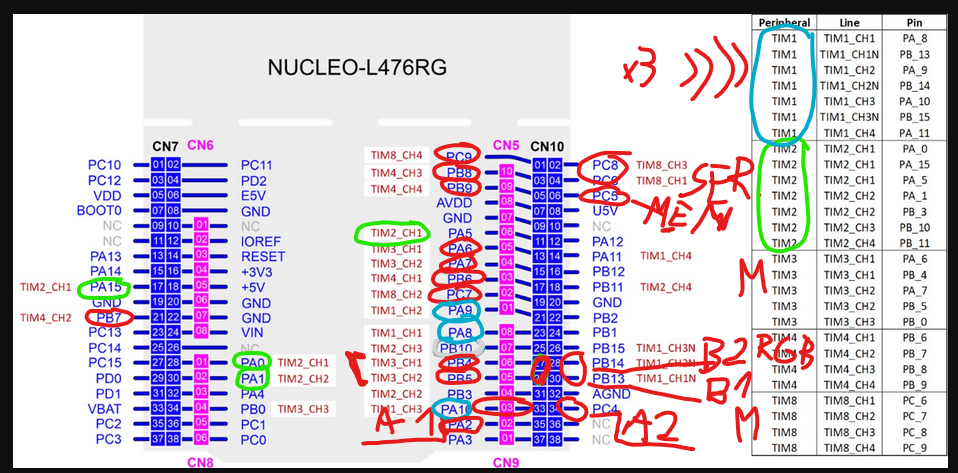 NUCLEO-L476RG
x3
CN7 CN6 CN5 CN10
PC10 01 02 PC11
PC12 03 04 PD2
VDD 05 06 E5V
BOOT0 07 08 GND
NC 09 10 01 NC
NC 11 12 02 IOREF
PA13 13 14 03 RESET
PA14 15 16 04 +3V3
TIM2_CH1 PA15 17 18 05 +5V
GND 19 20 06 GND
TIM4_CH2 PB7 21 22 07 GND
PC13 23 24 08 VIN
PC14 25 26 NC
PC15 27 28 01 PA0 TIM2_CH1
PD0 29 30 02 PA1 TIM2_CH2
PD1 31 32 03 PA4
VBAT 33 34 04 PB0 TIM3_CH3
PC2 35 36 05 PC1
PC3 37 38 06 PC0
CN8
TIM8_CH4 PC9 01 02 PC8 TIM8_CH3
TIM4_CH3 PB8 10 03 04 PC6 TIM8_CH1
TIM4_CH4 PB9 09 05 06 PC5
AVDD 08 07 08 U5V
GND 07 09 10 NC
TIM2_CH1 PA5 06 11 12 PA12
TIM3_CH1 PA6 05 13 14 PA11 TIM1_CH4
TIM3_CH2 PA7 04 15 16 PB12
TIM4_CH1 PB6 03 17 18 PB11 TIM2_CH4
TIM8_CH2 PC7 02 19 20 GND
TIM1_CH2 PA9 01 21 22 PB2
TIM1_CH1 PA8 08 23 24 PB1
TIM2_CH3 PB10 07 25 26 PB15 TIM1_CH3N
TIM3_CH1 PB4 06 PB14 TIM1_CH2N
TIM3_CH2 PB5 05 29 PB13 TIM1_CH1N
TIM2_CH2 PB3 04 31 32 AGND
TIM1_CH3 PA10 03 33 PC4
PA2 02 35 36 NC
PA3 01 37 38 NC
CN9
SER
B2 RGB
B1
A1
A2
M
M
Peripheral Line Pin
TIM1 TIM1_CH1 PA_8
TIM1 TIM1_CH1N PB_13
TIM1 TIM1_CH2 PA_9
TIM1 TIM1_CH2N PB_14
TIM1 TIM1_CH3 PA_10
TIM1 TIM1_CH3N PB_15
TIM1 TIM1_CH4 PA_11
TIM2 TIM2_CH1 PA_0
TIM2 TIM2_CH1 PA_15
TIM2 TIM2_CH1 PA_5
TIM2 TIM2_CH2 PA_1
TIM2 TIM2_CH2 PB_3
TIM2 TIM2_CH3 PB_10
TIM2 TIM2_CH4 PB_11
TIM3 TIM3_CH1 PA_6
TIM3 TIM3_CH1 PB_4
TIM3 TIM3_CH2 PA_7
TIM3 TIM3_CH2 PB_5
TIM3 TIM3_CH3 PB_0
TIM4 TIM4_CH1 PB_6
TIM4 TIM4_CH2 PB_7
TIM4 TIM4_CH3 PB_8
TIM4 TIM4_CH4 PB_9
TIM8 TIM8_CH1 PC_6
TIM8 TIM8_CH2 PC_7
TIM8 TIM8_CH3 PC_8
TIM8 TIM8_CH4 PC_9